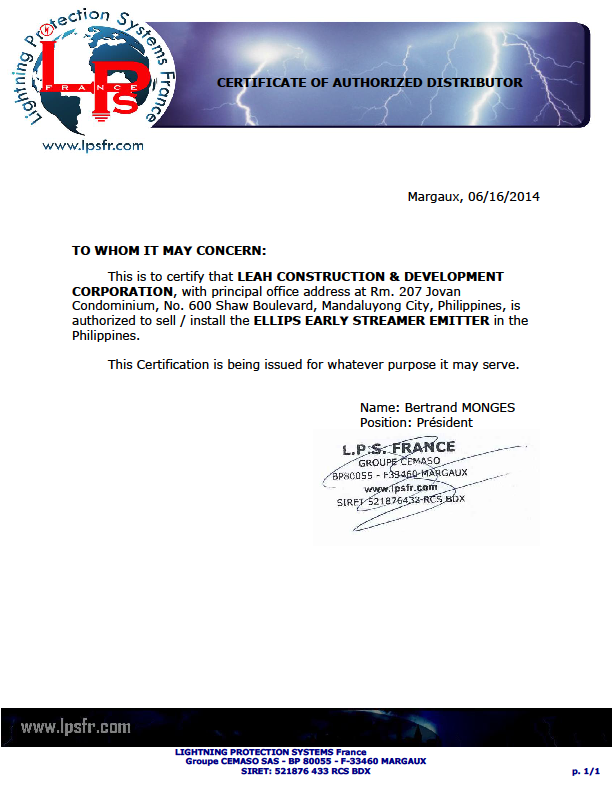 Lightning Protection Systems France
LPS
FRANCE
www.lpsfr.com
CERTIFICATE OF AUTHORIZED DISTRIBUTOR
Margaux, 06/16/2014
TO WHOM IT MAY CONCERN:
This is to certify that LEAH CONSTRUCTION & DEVELOPMENT
CORPORATION, with principal office address at Rm. 207 Jovan
Condominium, No. 600 Shaw Boulevard, Mandaluyong City, Philippines, is
authorized to sell / install the ELLIPS EARLY STREAMER EMITTER in the
Philippines.
This Certification is being issued for whatever purpose it may serve.
Name: Bertrand MONGES
Position: Président
L.P.S. FRANCE
GROUPE CEMASO
BP80055 - F33460 MARGAUX
www.lpsfr.com
SIRET 521876433 RCS BDX
www.lpsfr.com
LIGHTNING PROTECTION SYSTEMS France
Groupe CEMASO SAS - BP 80055 - F-33460 MARGAUX
SIRET: 521876 433 RCS BDX
p. 1/1